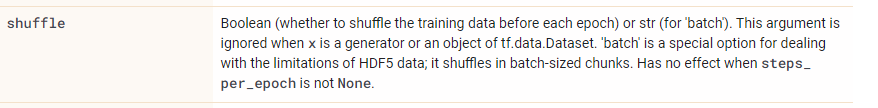 shuffle
Boolean (whether to shuffle the training data before each epoch) or str (for 'batch'). This argument is
ignored when x is a generator or an object of tf.data.Dataset. 'batch' is a special option for dealing
with the limitations of HDF5 data; it shuffles in batch-sized chunks. Has no effect when steps_
per_epoch is not None.